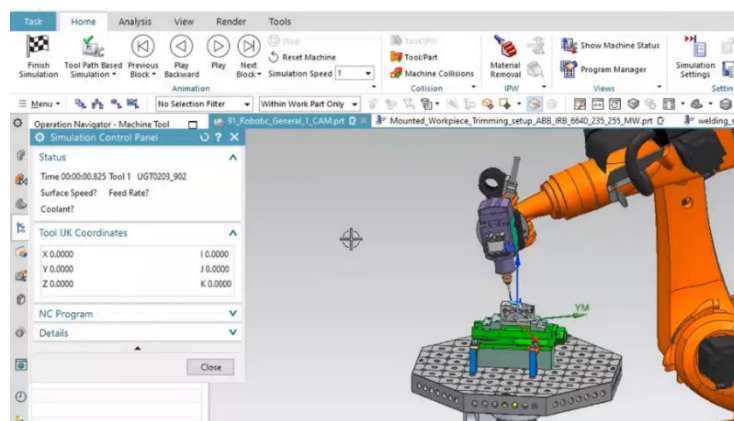 Task Home Analysis View Render Tools
Finish Simulation
Tool Path Based Simulation
Previous Block
Play Backward
Play
Next Block
Stop
Reset Machine
Simulation Speed 1
Animation
Tool/IPW
Tool/Part
Machine Collisions
Collision
Material Removal
IPW
Show Machine Status
Program Manager
Views
Simulation Settings
Menu
No Selection Filter
Within Work Part Only
Operation Navigator - Machine Tool
91_Robotic_General_1_CAM.prt
Mounted_Workpiece_Trimming_setup_ABB_IRB_6640_235_255_MW.prt
Simulation Control Panel
Status
Time 00:00:00.825 Tool 1 UGT0203_902
Surface Speed? Feed Rate?
Coolant?
Tool IJK Coordinates
X 0.0000 I 0.0000
Y 0.0000 J 0.0000
Z 0.0000 K 0.0000
NC Program
Details
Close
YM